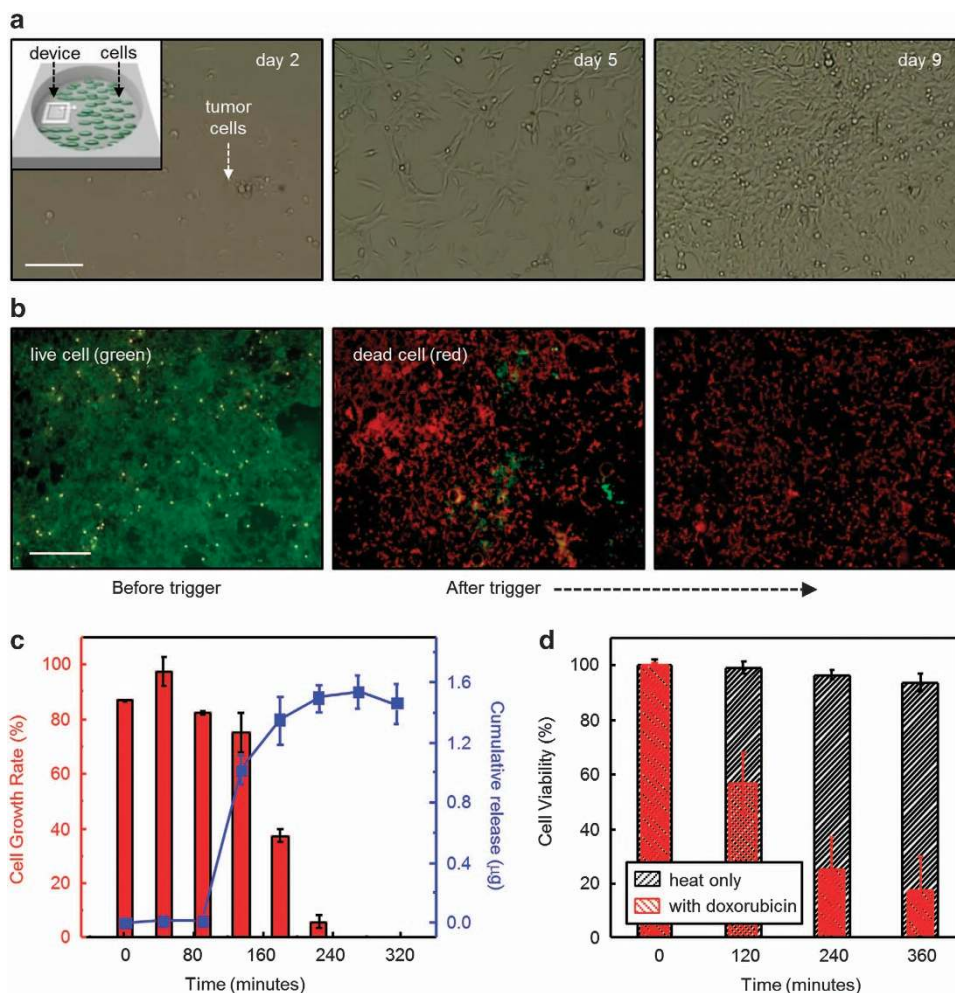 a
device cells
day 2
tumor
cells
day 5
day 9
b
live cell (green)
dead cell (red)
Before trigger
After trigger
c
Cell Growth Rate (%)
100
80
60
40
20
0
Cumulative release (µg)
1.6
1.2
0.8
0.4
0.0
0 80 160 240 320
Time (minutes)
d
Cell Viability (%)
100
80
60
40
20
0
heat only
with doxorubicin
0 120 240 360
Time (minutes)